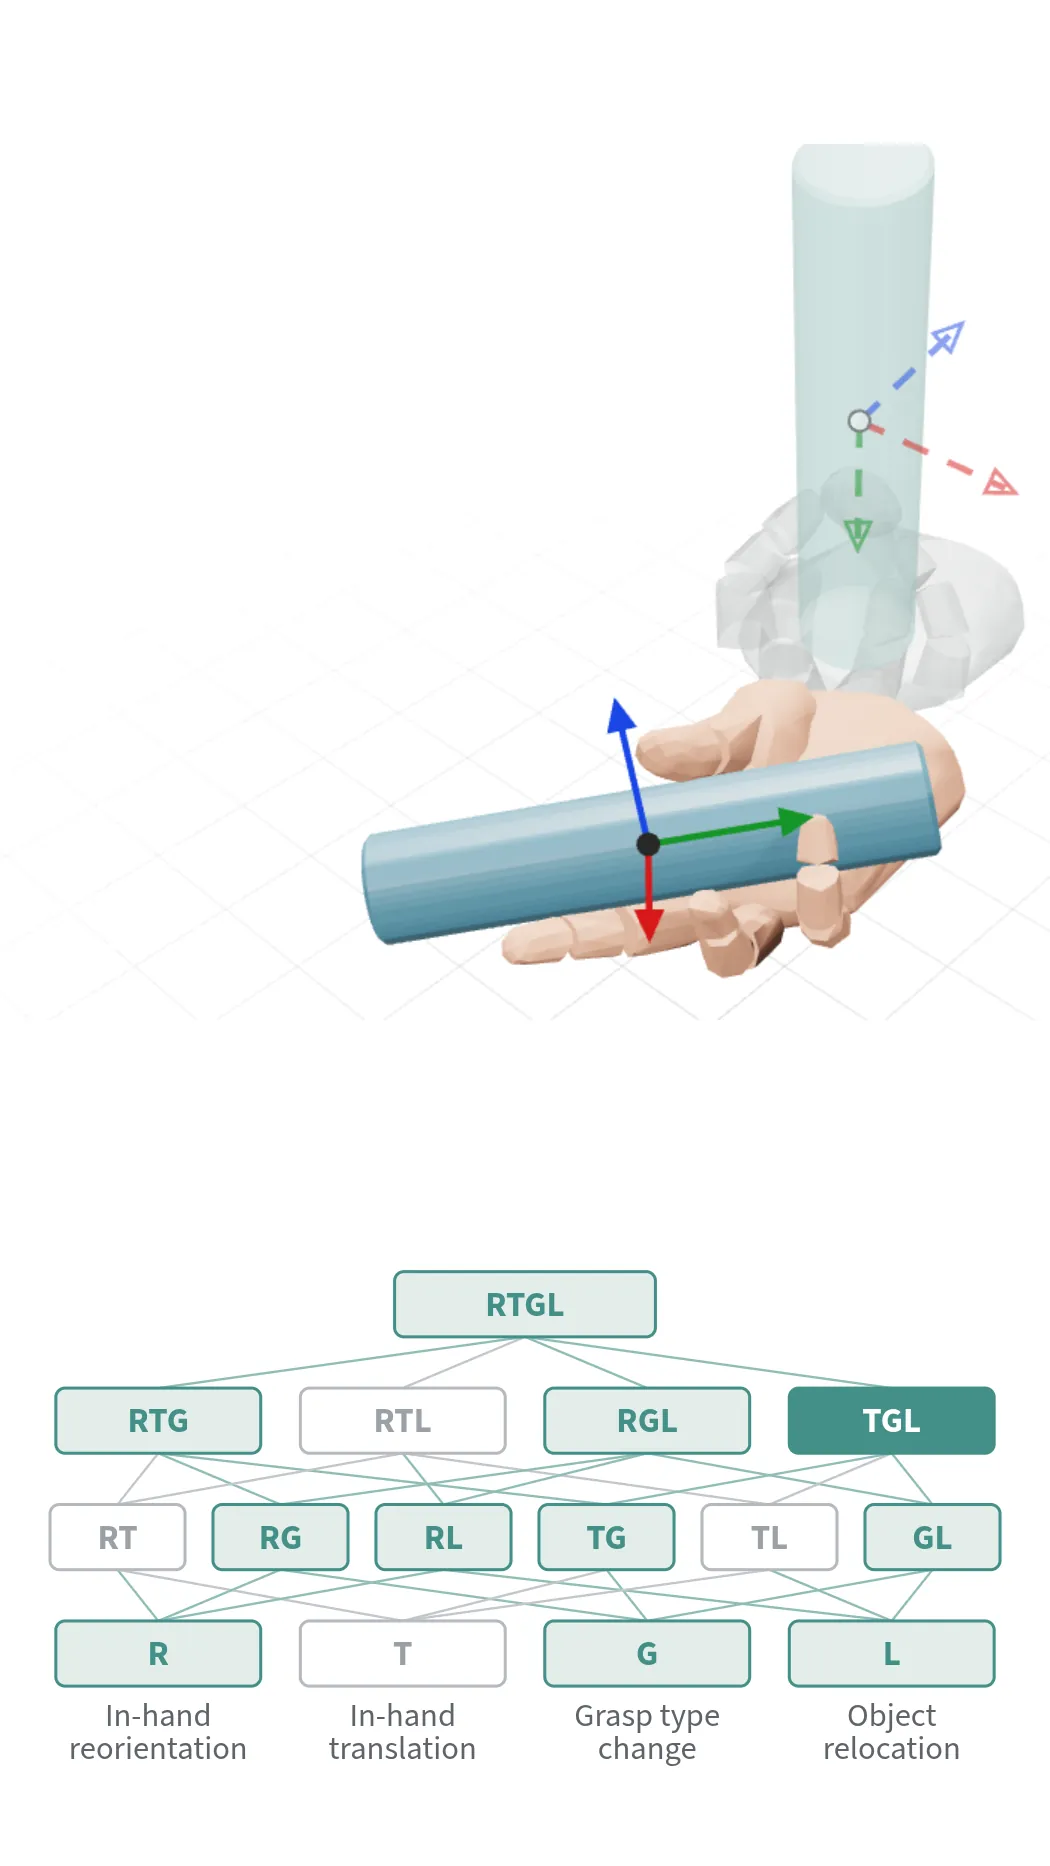 RTGL
RTG
RTL
RGL
TGL
RT
RG
RL
TG
TL
GL
R
T
G
L
In-hand
reorientation
In-hand
translation
Grasp type
change
Object
relocation